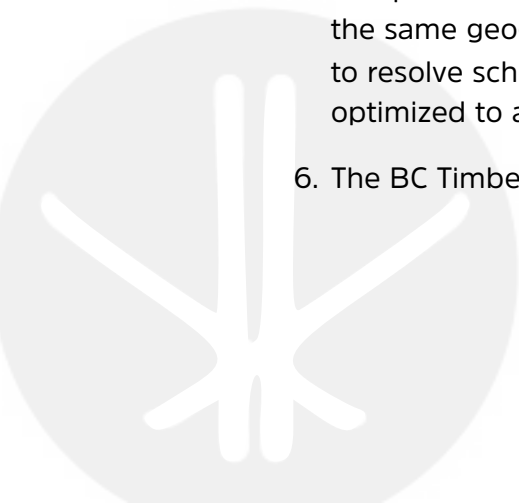 the same geo
to resolve sch
optimized to a
6. The BC Timbe